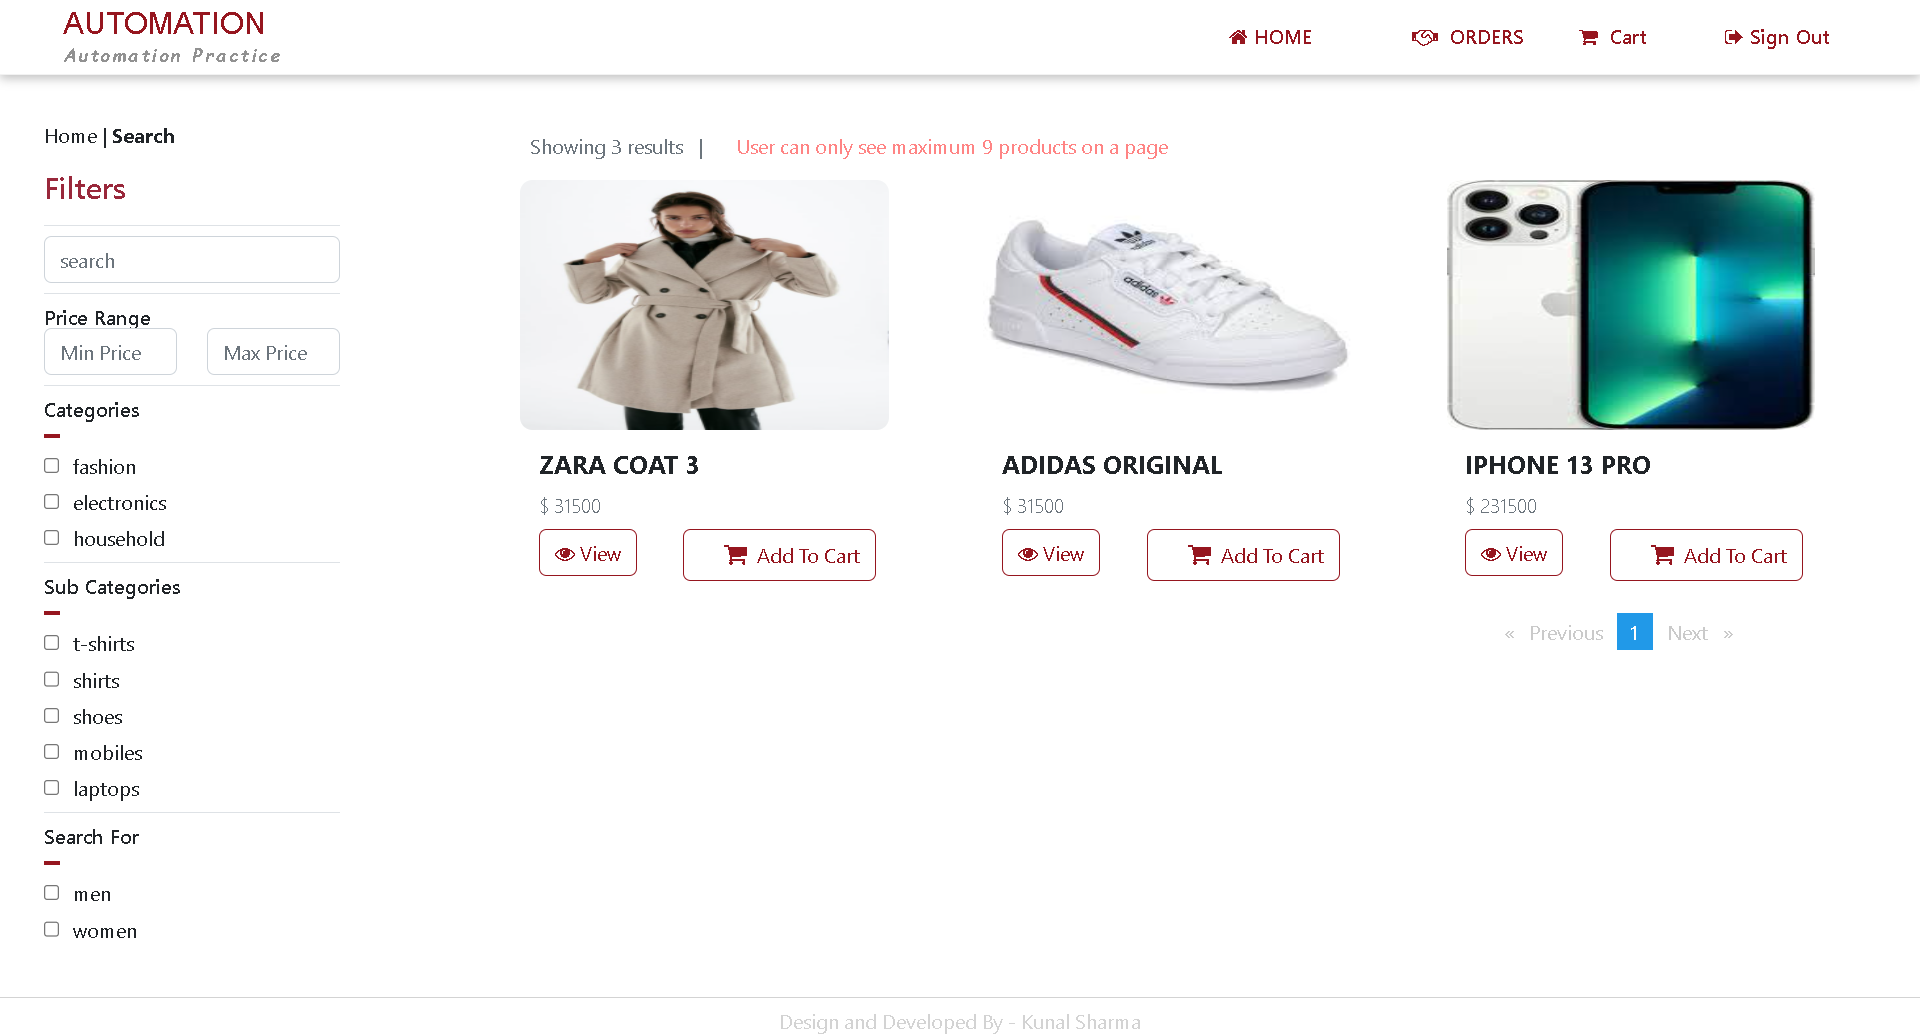 AUTOMATION
Automation Practice
HOME
ORDERS
Cart
Sign Out
Home | Search
Filters
search
Price Range
Min Price
Max Price
Categories
fashion
electronics
household
Sub Categories
t-shirts
shirts
shoes
mobiles
laptops
Search For
men
women
Showing 3 results |
User can only see maximum 9 products on a page
adidas
ZARA COAT 3
$ 31500
View
Add To Cart
ADIDAS ORIGINAL
$ 31500
View
Add To Cart
IPHONE 13 PRO
$ 231500
View
Add To Cart
« Previous 1 Next »
Design and Developed By - Kunal Sharma